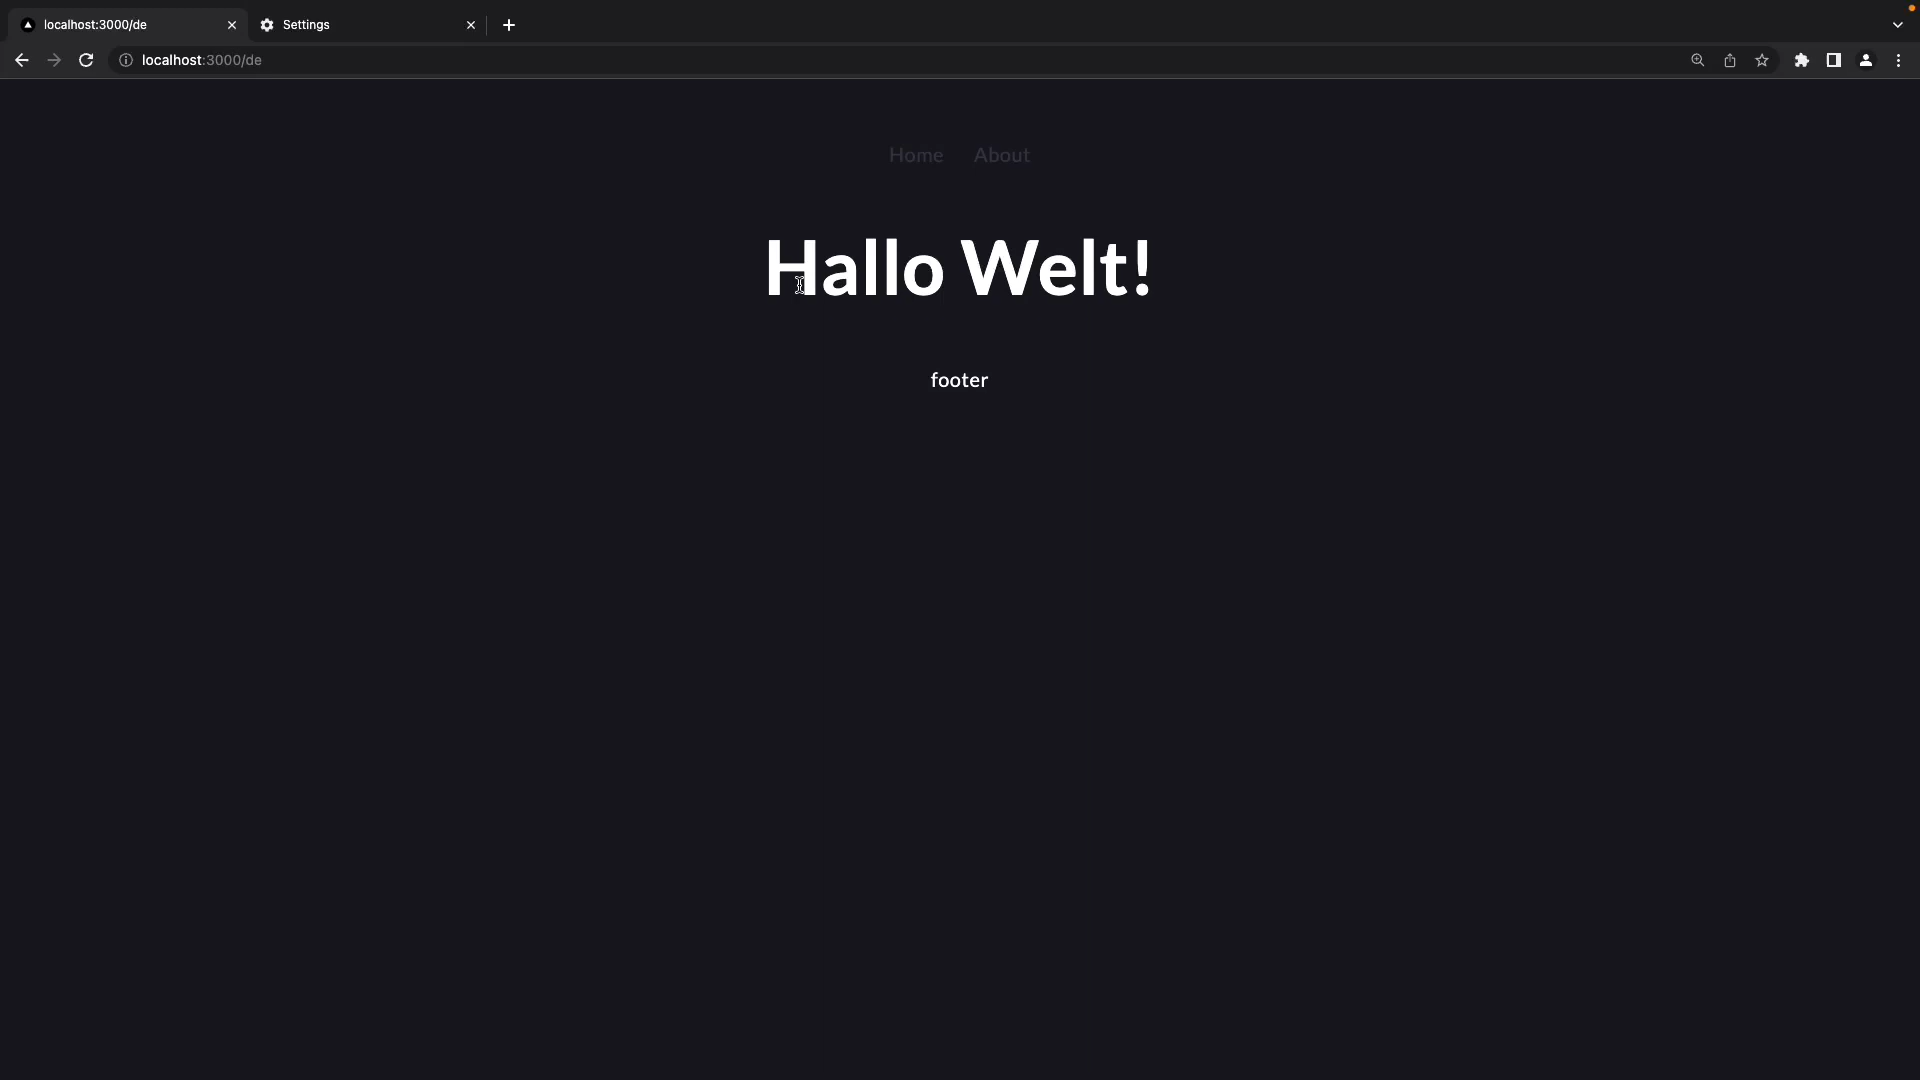 localhost:3000/de
Settings
localhost:3000/de
Home About
Hallo Welt!
footer